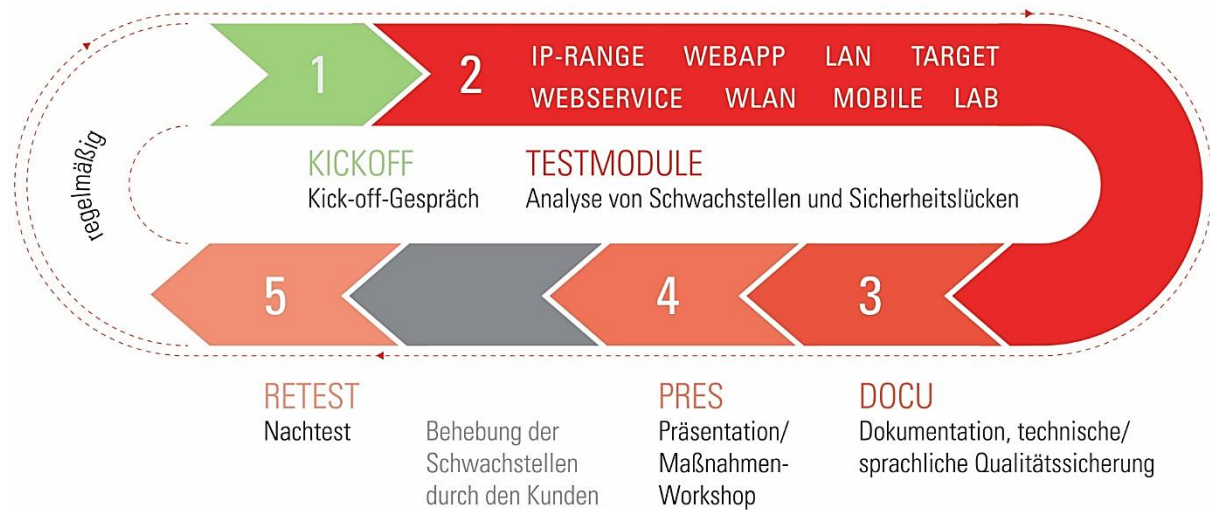 1
2
IP-RANGE WEBAPP LAN TARGET
WEBSERVICE WLAN MOBILE LAB
regelmäßig
KICKOFF
Kick-off-Gespräch
TESTMODULE
Analyse von Schwachstellen und Sicherheitslücken
5
4
3
RETEST
Nachtest
Behebung der
Schwachstellen
durch den Kunden
PRES
Präsentation/
Maßnahmen-
Workshop
DOCU
Dokumentation, technische/
sprachliche Qualitätssicherung